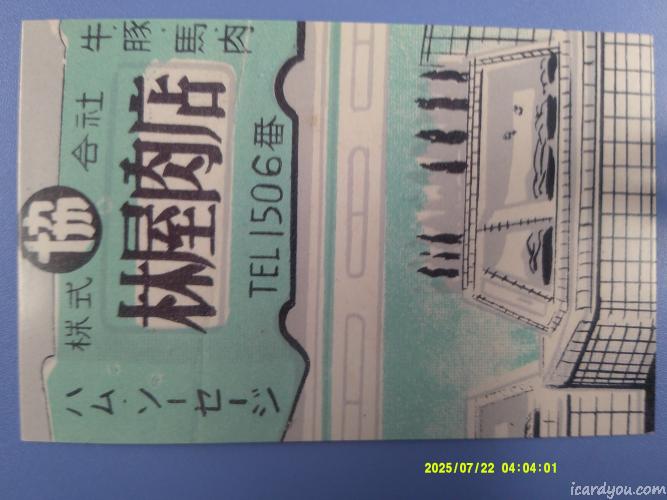 牛豚馬肉
株式会社
協
林屋肉店
TEL 1506番
ハム.ソーセージ
2025/07/22 04:04:01
icardyou.com